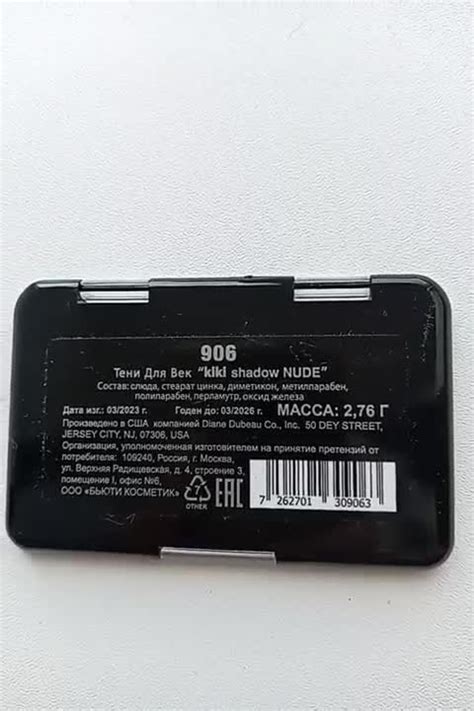 906
Тени Для Век "kiki shadow NUDE"
Состав: слюда, стеарат цинка, диметикон, метилпарабен,
полипарабен, перламутр, оксид железа
Дата изг: 03/2023 г. Годен до: 03/2026 г. МАССА: 2,76 Г
Произведено в США компанией Diane Dubeau Co., Inc. 50 DEY STREET,
JERSEY CITY, NJ, 07306, USA
Организация, уполномоченная изготовителем на принятие претензий от
потребителя: 109240, Россия, г. Москва,
ул. Верхняя Радищевская, д. 4, строение 3,
помещение I, офис №6,
ООО «БЬЮТИ КОСМЕТИК»
OTHER
EAC
7 262701 309063